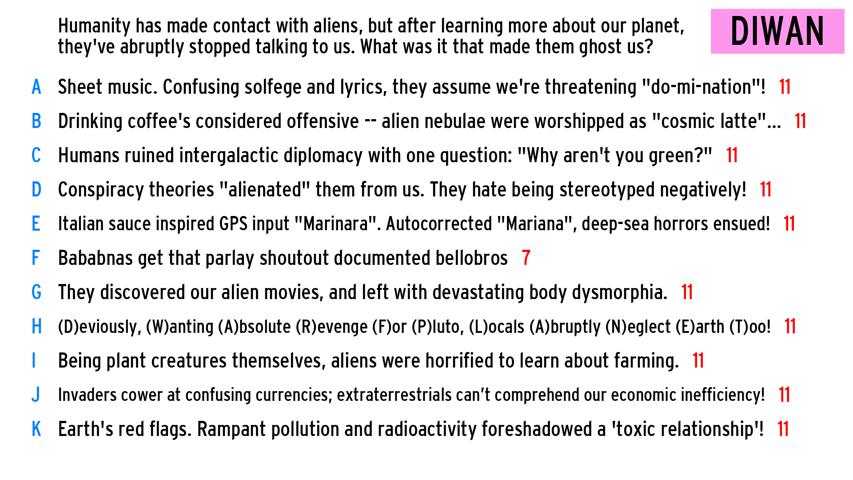 Humanity has made contact with aliens, but after learning more about our planet,
they've abruptly stopped talking to us. What was it that made them ghost us?
DIWAN
A Sheet music. Confusing solfege and lyrics, they assume we're threatening "do-mi-nation"! 11
B Drinking coffee's considered offensive -- alien nebulae were worshipped as "cosmic latte"... 11
C Humans ruined intergalactic diplomacy with one question: "Why aren't you green?" 11
D Conspiracy theories "alienated" them from us. They hate being stereotyped negatively! 11
E Italian sauce inspired GPS input "Marinara". Autocorrected "Mariana", deep-sea horrors ensued! 11
F Bababnas get that parlay shoutout documented bellobros 7
G They discovered our alien movies, and left with devastating body dysmorphia. 11
H (D)eviously, (W)anting (A)bsolute (R)evenge (F)or (P)luto, (L)ocals (A)bruptly (N)eglect (E)arth (T)oo! 11
I Being plant creatures themselves, aliens were horrified to learn about farming. 11
J Invaders cower at confusing currencies; extraterrestrials can't comprehend our economic inefficiency! 11
K Earth's red flags. Rampant pollution and radioactivity foreshadowed a 'toxic relationship'! 11